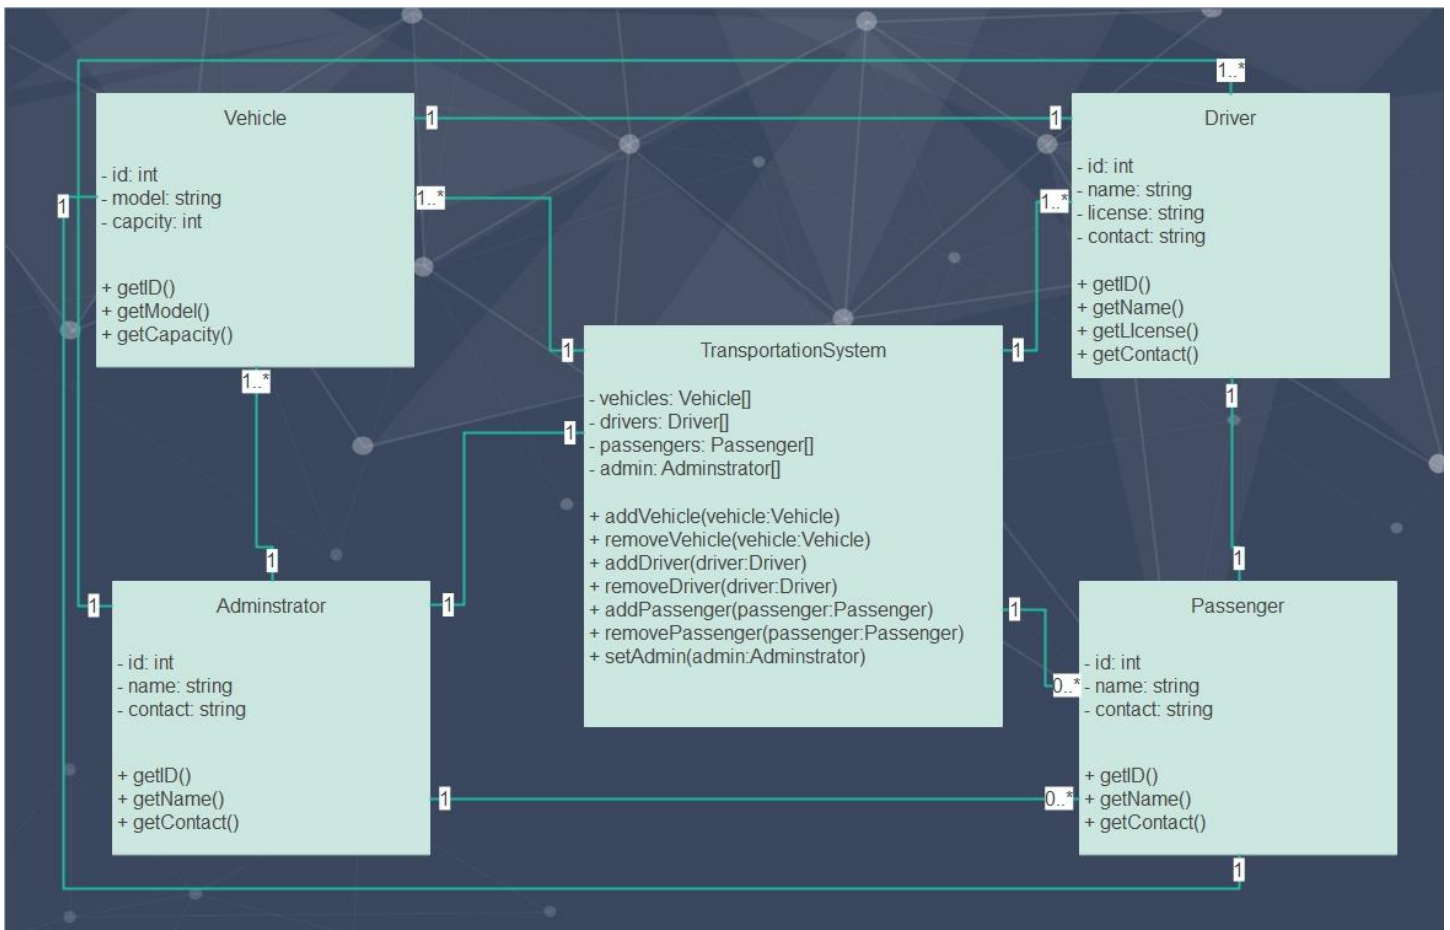 1..*
Vehicle
- id: int
- model: string
- capcity: int
+ getID()
+ getModel()
+ getCapacity()
1
1
Driver
- id: int
- name: string
- license: string
- contact: string
+ getID()
+ getName()
+ getLIcense()
+ getContact()
1
1..*
1..*
1
1
TransportationSystem
- vehicles: Vehicle[]
- drivers: Driver[]
- passengers: Passenger[]
- admin: Adminstrator[]
+ addVehicle(vehicle:Vehicle)
+ removeVehicle(vehicle:Vehicle)
+ addDriver(driver:Driver)
+ removeDriver(driver:Driver)
+ addPassenger(passenger:Passenger)
+ removePassenger(passenger:Passenger)
+ setAdmin(admin:Adminstrator)
1..*
1
1
1
1
1
Adminstrator
- id: int
- name: string
- contact: string
+ getID()
+ getName()
+ getContact()
1
1
1
0..*
Passenger
- id: int
- name: string
- contact: string
+ getID()
+ getName()
+ getContact()
1
0..*
1